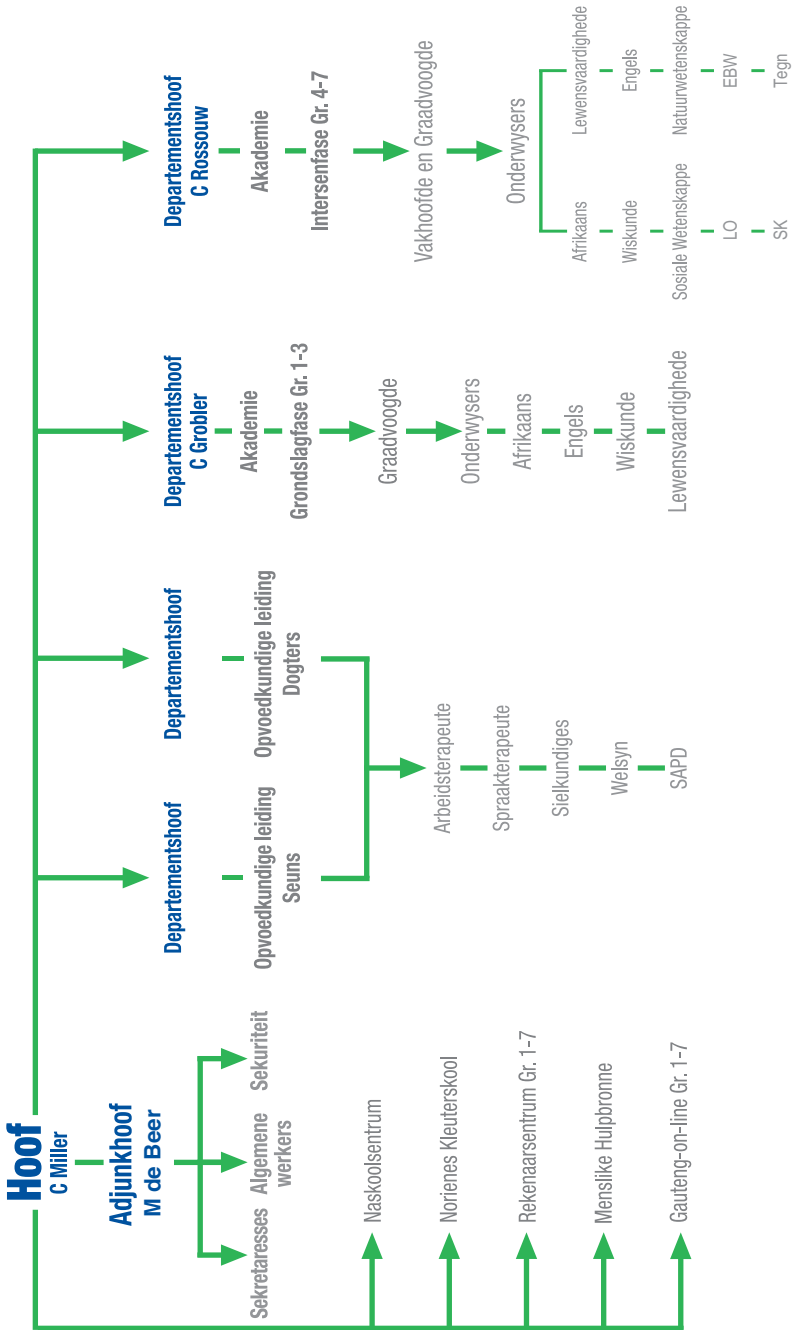 Hoof
C Miller
Adjunkhoof
M de Beer
Sekretaresses
Algemene
werkers
Sekuriteit
Naskoolsentrum
Norienes Kleuterskool
Rekenaarsentrum Gr. 1-7
Menslike Hulpbronne
Gauteng-on-line Gr. 1-7
Departementshoof
Opvoedkundige leiding
Seuns
Departementshoof
Opvoedkundige leiding
Dogters
Arbeidsterapeute
Spraakterapeute
Sielkundiges
Welsyn
SAPD
Departementshoof
C Grobler
Akademie
Grondslagfase Gr. 1-3
Graadvoogde
Onderwysers
Afrikaans
Engels
Wiskunde
Lewensvaardighede
Departementshoof
C Rossouw
Akademie
Intersenfase Gr. 4-7
Vakhoofde en Graadvoogde
Onderwysers
Afrikaans
Wiskunde
Sosiale Wetenskappe
LO
SK
Lewensvaardighede
Engels
Natuurwetenskappe
EBW
Tegn